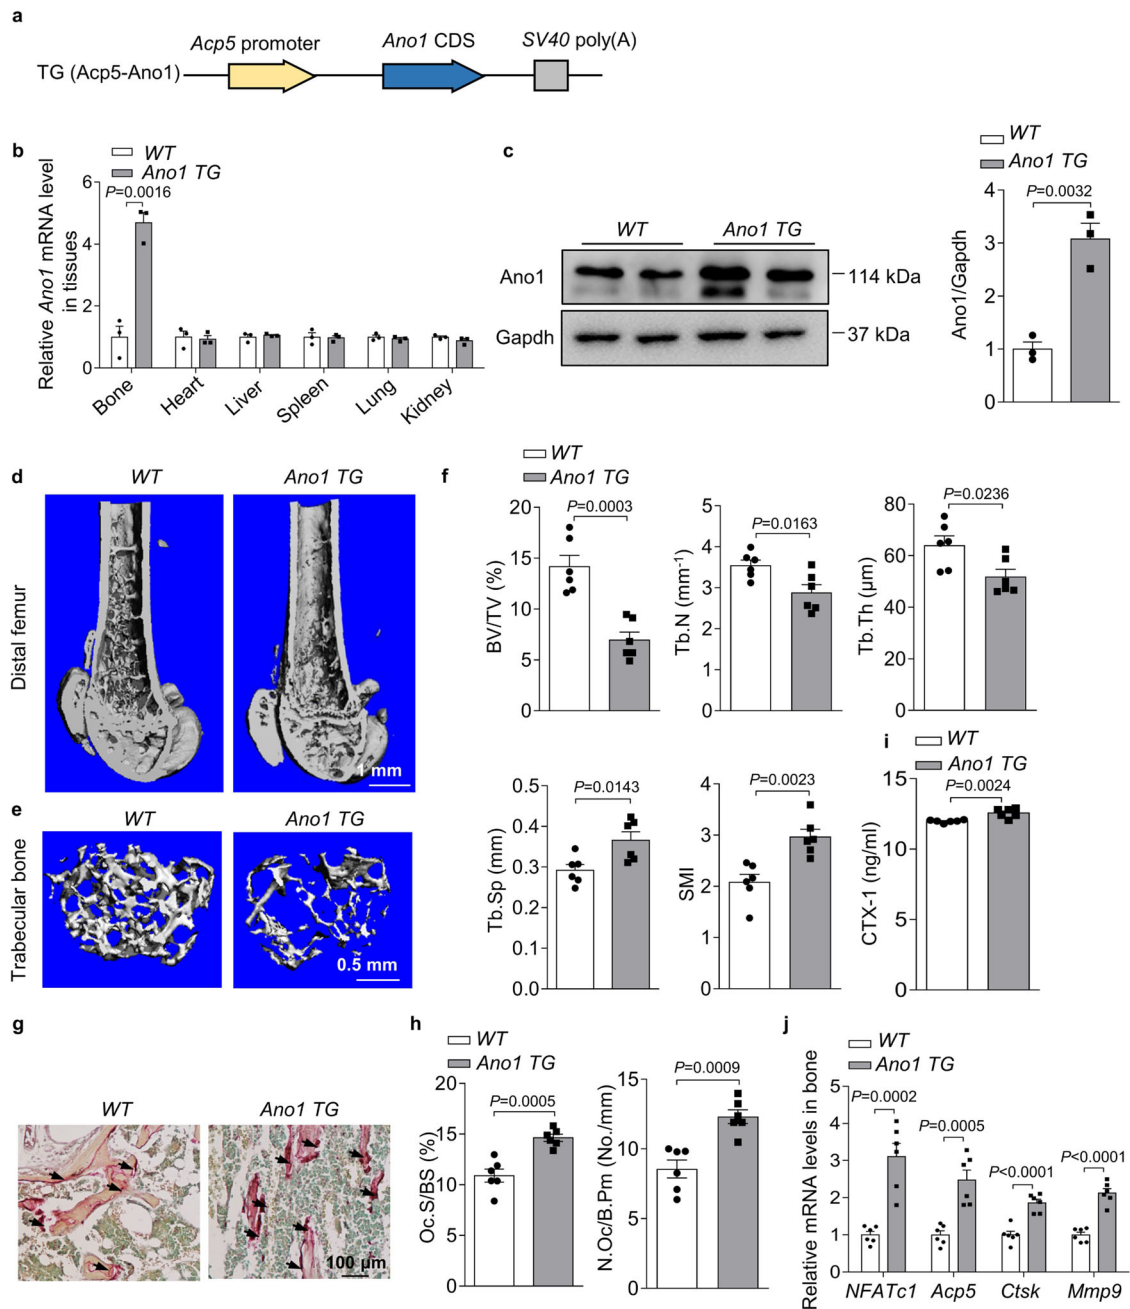 a
Acp5 promoter
Ano1 CDS
SV40 poly(A)
TG (Acp5-Ano1)
b
WT
Ano1 TG
Relative Ano1 mRNA level
in tissues
6
4
2
0
P=0.0016
Bone
Heart
Liver
Spleen
Lung
Kidney
c
WT
Ano1 TG
Ano1
114 kDa
Gapdh
37 kDa
WT
Ano1 TG
Ano1/Gapdh
4
3
2
1
0
P=0.0032
d
WT
Ano1 TG
Distal femur
1 mm
e
WT
Ano1 TG
Trabecular bone
0.5 mm
f
WT
Ano1 TG
BV/TV (%)
20
15
10
5
0
P=0.0003
Tb.N (mm-1)
5
4
3
2
1
0
P=0.0163
Tb.Th (µm)
80
60
40
20
0
P=0.0236
Tb.Sp (mm)
0.5
0.4
0.3
0.2
0.1
0.0
P=0.0143
SMI
4
3
2
1
0
P=0.0023
i
WT
Ano1 TG
CTX-1 (ng/ml)
15
10
5
0
P=0.0024
g
WT
Ano1 TG
100 µm
h
WT
Ano1 TG
Oc.S/BS (%)
20
15
10
5
0
P=0.0005
N.Oc/B.Pm (No./mm)
15
10
5
0
P=0.0009
j
WT
Ano1 TG
Relative mRNA levels in bone
5
4
3
2
1
0
P=0.0002
P=0.0005
P<0.0001
P<0.0001
NFATc1
Acp5
Ctsk
Mmp9